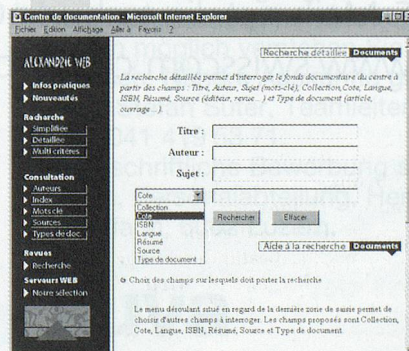 Centre de documentation - Microsoft Internet Explorer
Fichier Edition Affichage Aller à Favoris ?
ALEXANDRIE WEB
Infos pratiques
Nouveautés
Recherche
Simplifiée
Détaillée
Multi critères
Consultation
Auteurs
Index
Mots clé
Sources
Types de doc.
Revues
Recherche
Serveurs WEB
Notre sélection
Recherche détaillée Documents
La recherche détaillée permet d'interroger le fonds documentaire du centre à
partir des champs : Titre, Auteur, Sujet (mots-clé), Collection, Cote, Langue,
ISBN, Résumé, Source (éditeur, revue...) et Type de document (article,
ouvrage...).
Titre :
Auteur :
Sujet :
Cote
Collection
Cote
ISBN
Langue
Résumé
Source
Type de document
Rechercher Effacer
Aide à la recherche Documents
Choix des champs sur lesquels doit porter la recherche
Le menu déroulant situé en regard de la dernière zone de saisie permet de
choisir d'autres champs à interroger. Les champs proposés sont Collection,
Cote, Langue, ISBN, Résumé, Source et Type de document.